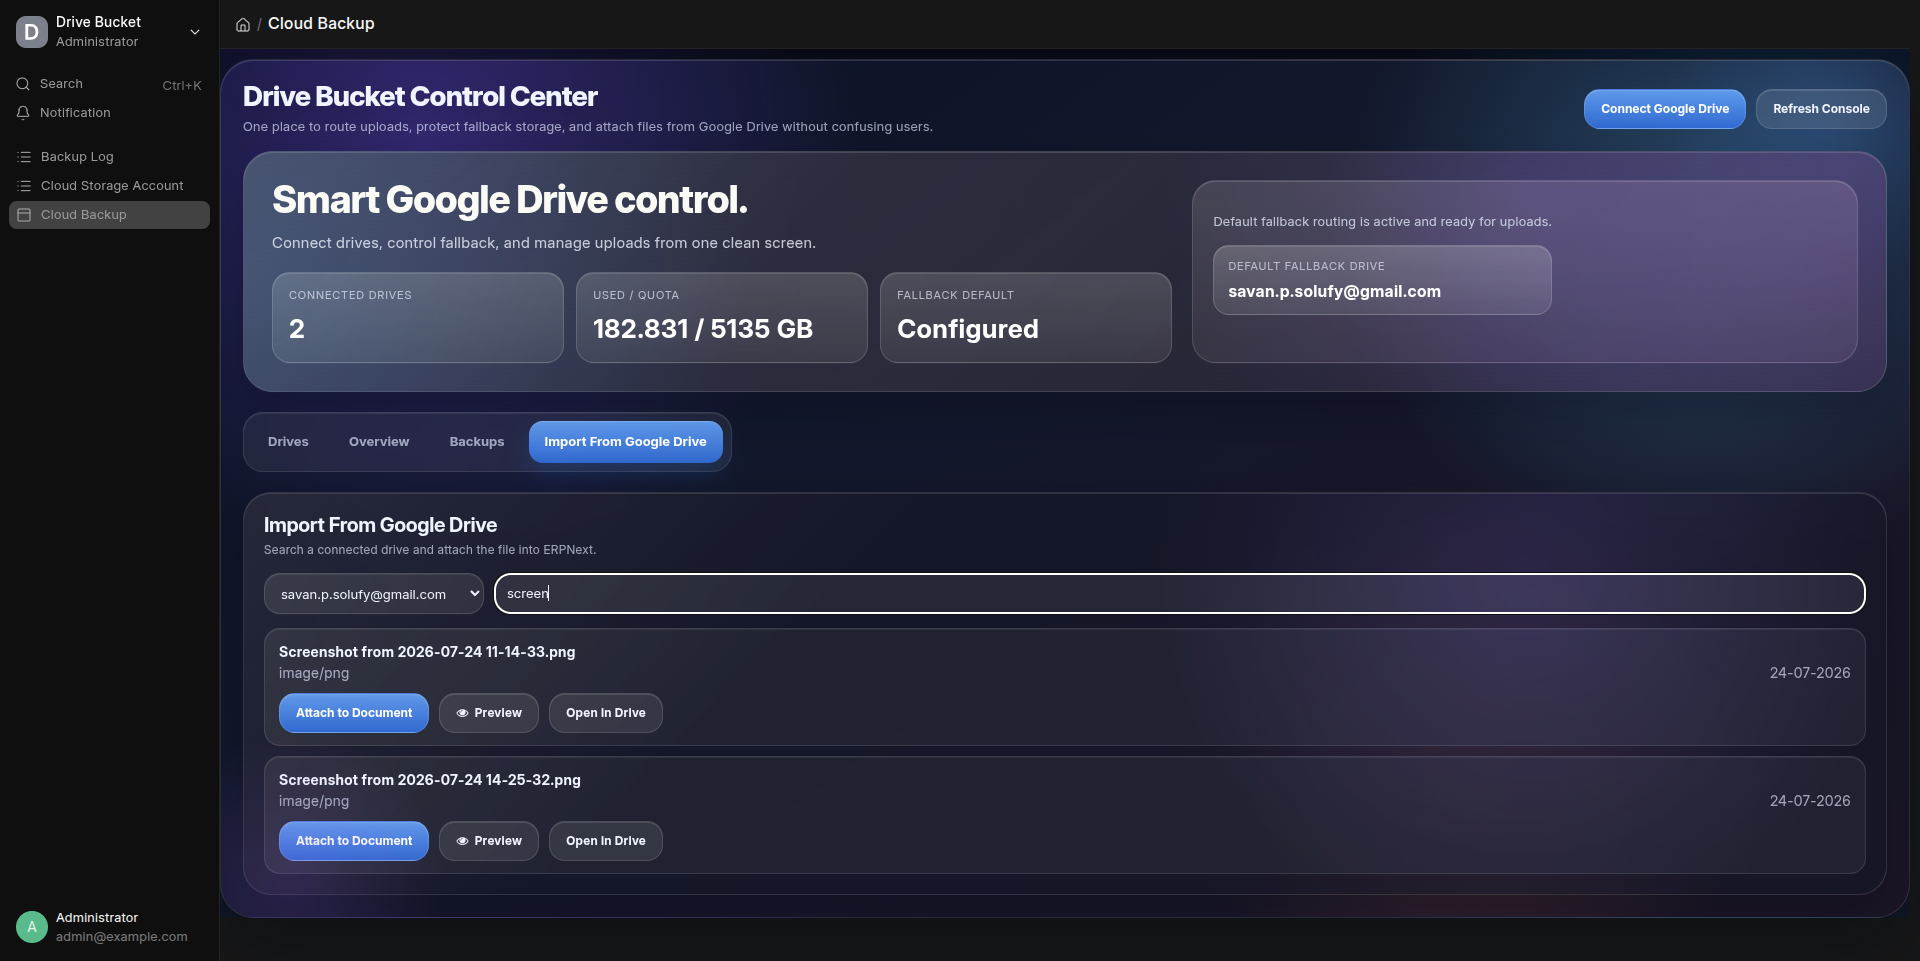 D
Drive Bucket
Administrator
Search Ctrl+K
Notification
Backup Log
Cloud Storage Account
Cloud Backup
A
Administrator
admin@example.com
/ Cloud Backup
Drive Bucket Control Center
One place to route uploads, protect fallback storage, and attach files from Google Drive without confusing users.
Connect Google Drive
Refresh Console
Smart Google Drive control.
Connect drives, control fallback, and manage uploads from one clean screen.
CONNECTED DRIVES
2
USED / QUOTA
182.831 / 5135 GB
FALLBACK DEFAULT
Configured
Default fallback routing is active and ready for uploads.
DEFAULT FALLBACK DRIVE
savan.p.solufy@gmail.com
Drives
Overview
Backups
Import From Google Drive
Import From Google Drive
Search a connected drive and attach the file into ERPNext.
savan.p.solufy@gmail.com
screen
Screenshot from 2026-07-24 11-14-33.png
image/png
24-07-2026
Attach to Document
Preview
Open In Drive
Screenshot from 2026-07-24 14-25-32.png
image/png
24-07-2026
Attach to Document
Preview
Open In Drive